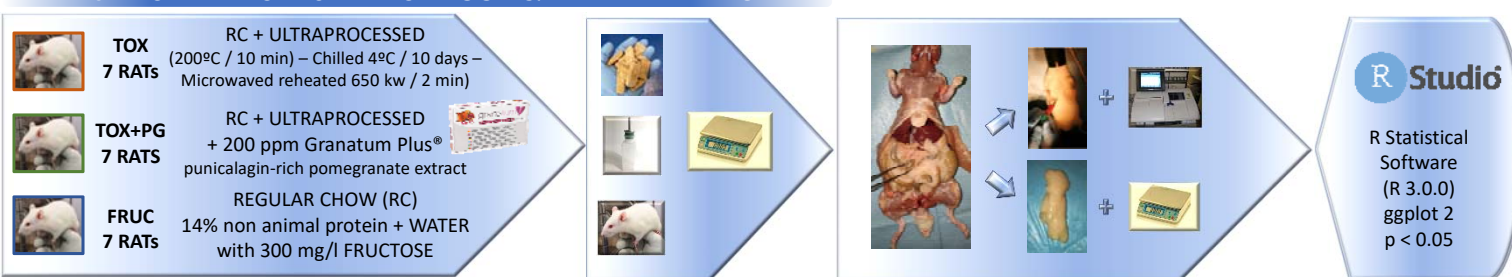 TOX
7 RATs
RC + ULTRAPROCESSED
(200ºC / 10 min) – Chilled 4ºC / 10 days –
Microwaved reheated 650 kw / 2 min)
TOX+PG
7 RATS
RC + ULTRAPROCESSED
+ 200 ppm Granatum Plus®
punicalagin-rich pomegranate extract
FRUC
7 RATs
REGULAR CHOW (RC)
14% non animal protein + WATER
with 300 mg/l FRUCTOSE
R Studio
R Statistical
Software
(R 3.0.0)
ggplot 2
p < 0.05